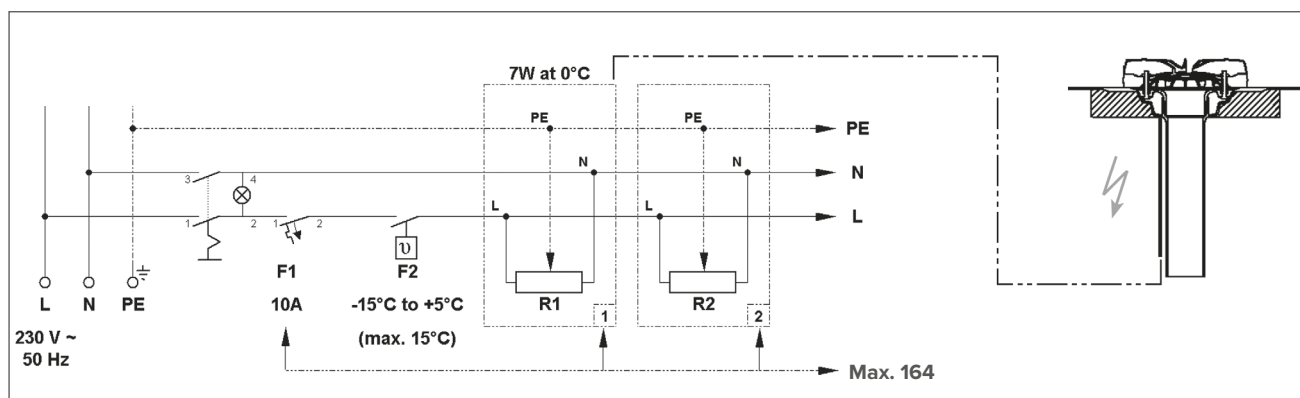 7W at 0°C
PE PE PE
N N N
3 4
L L L
1 2 1 2
υ
F1 F2
R1 R2
L N PE
10A -15°C to +5°C
1 2
230 V ~ (max. 15°C)
50 Hz
Max. 164